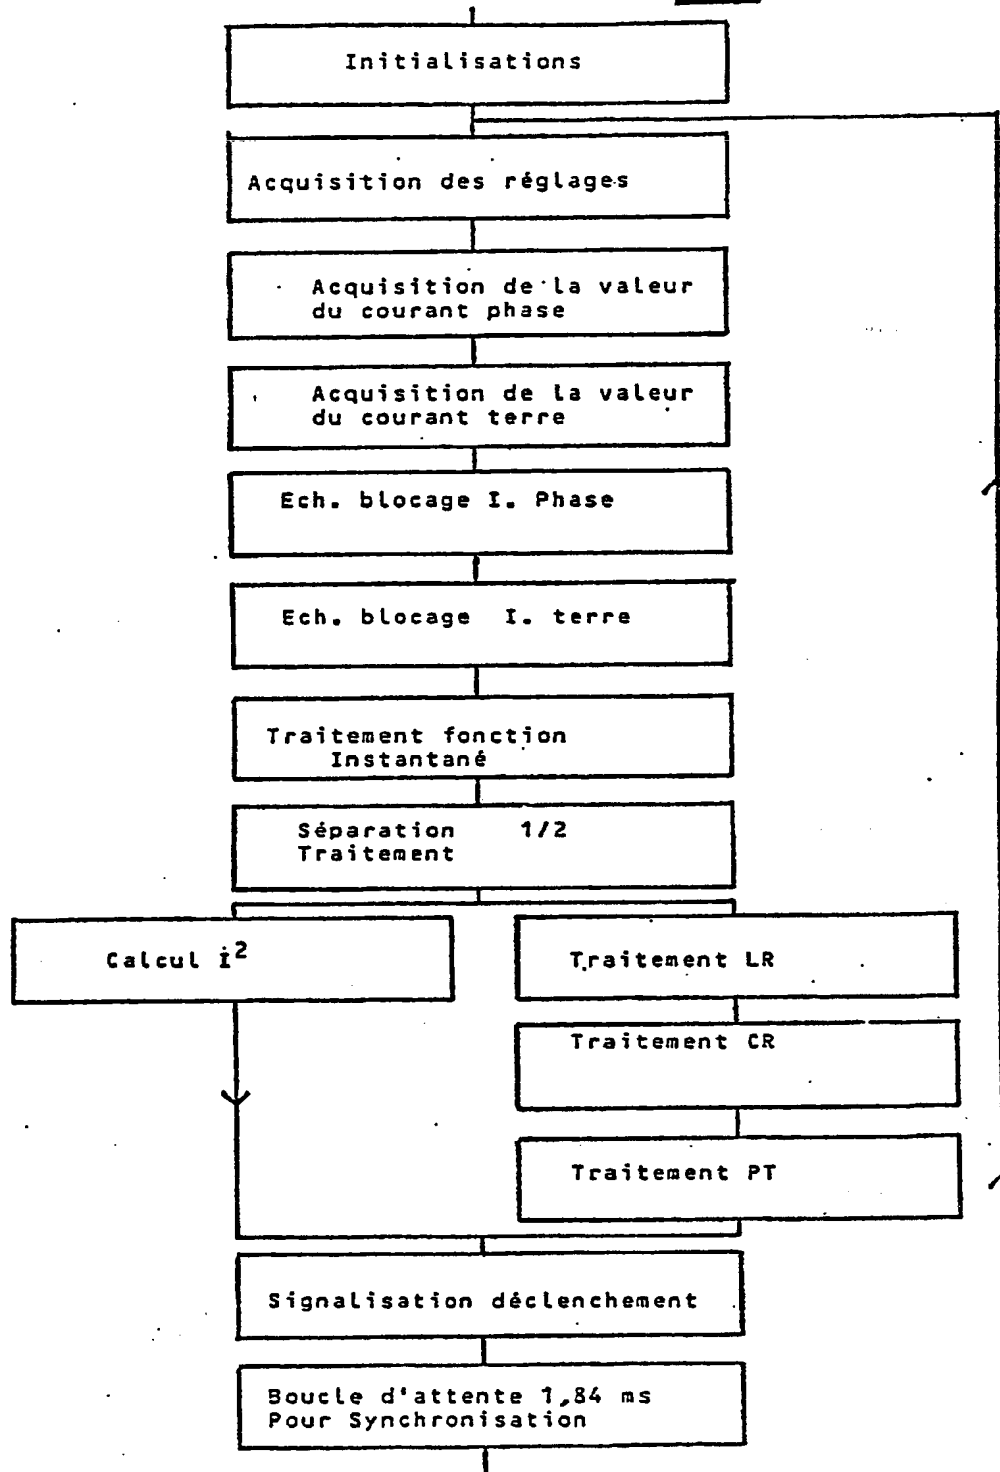 Initialisations
Acquisition des réglages
Acquisition de la valeur
du courant phase
Acquisition de la valeur
du courant terre
Ech. blocage I. Phase
Ech. blocage I. terre
Traitement fonction
Instantané
Séparation 1/2
Traitement
Calcul i²
Traitement LR
Traitement CR
Traitement PT
Signalisation déclenchement
Boucle d'attente 1,84 ms
Pour Synchronisation